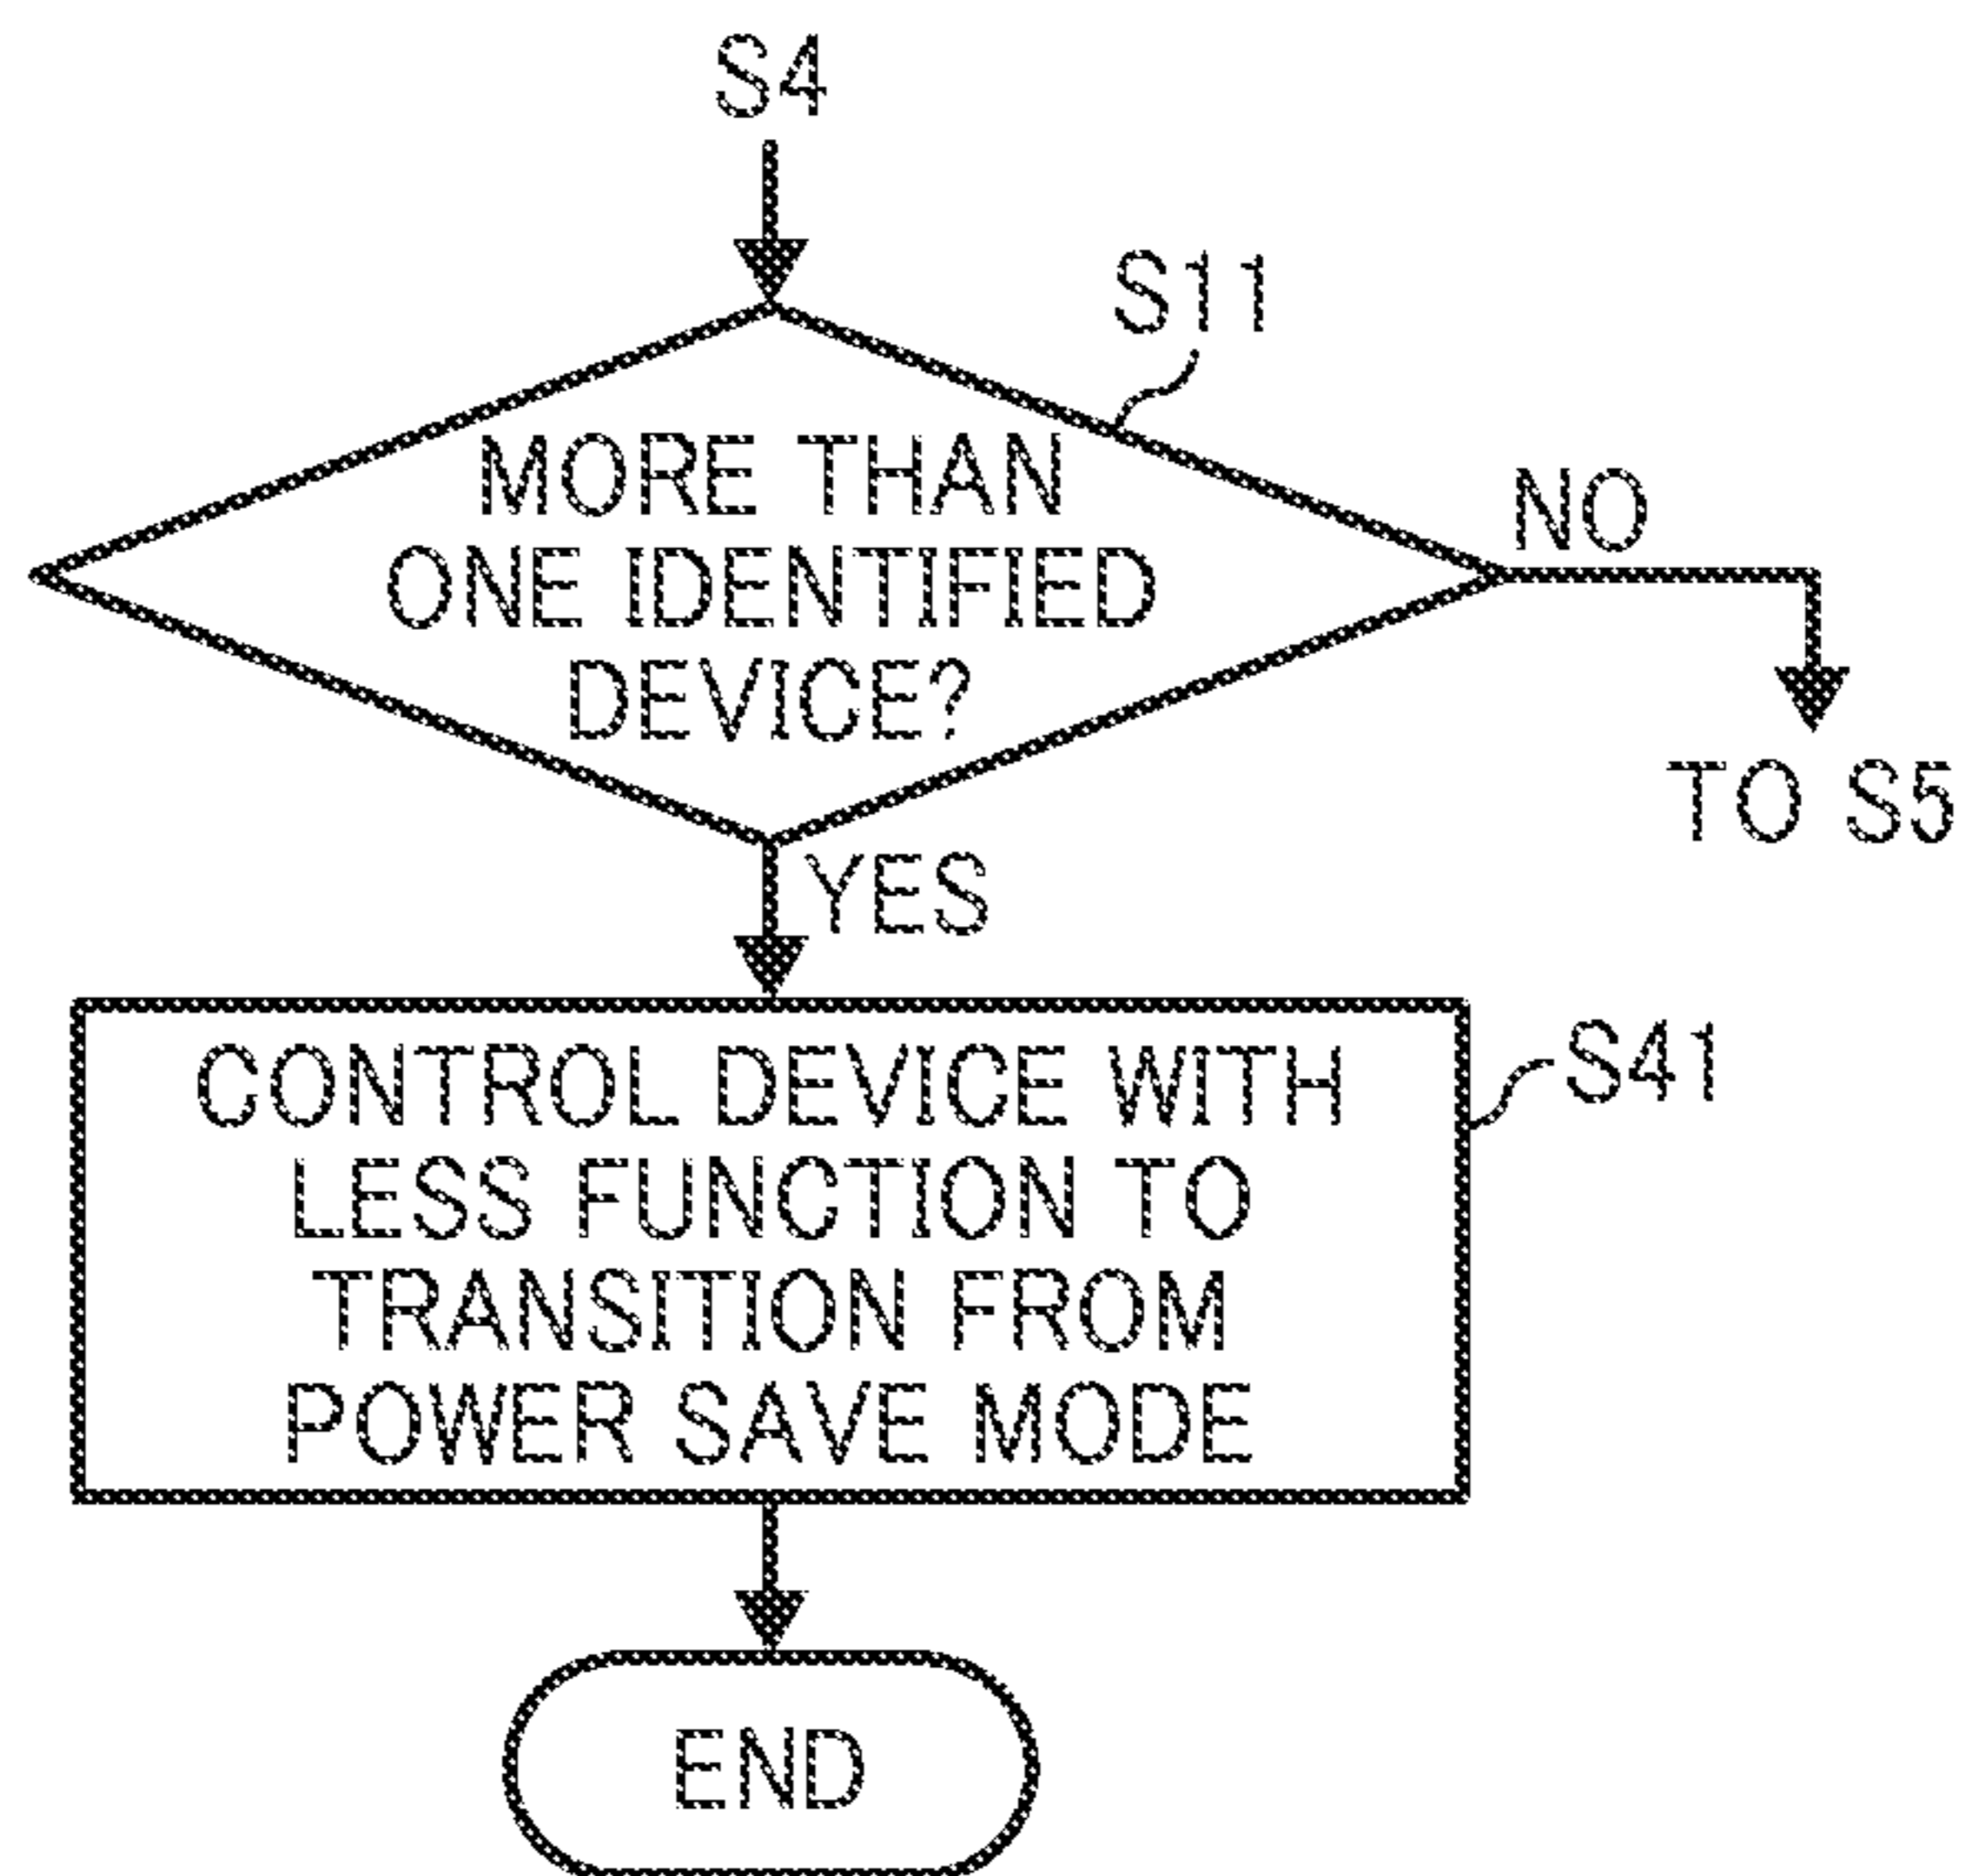 S4
S11
MORE THAN
ONE IDENTIFIED
DEVICE?
NO
TO S5
YES
CONTROL DEVICE WITH
LESS FUNCTION TO
TRANSITION FROM
POWER SAVE MODE
S41
END